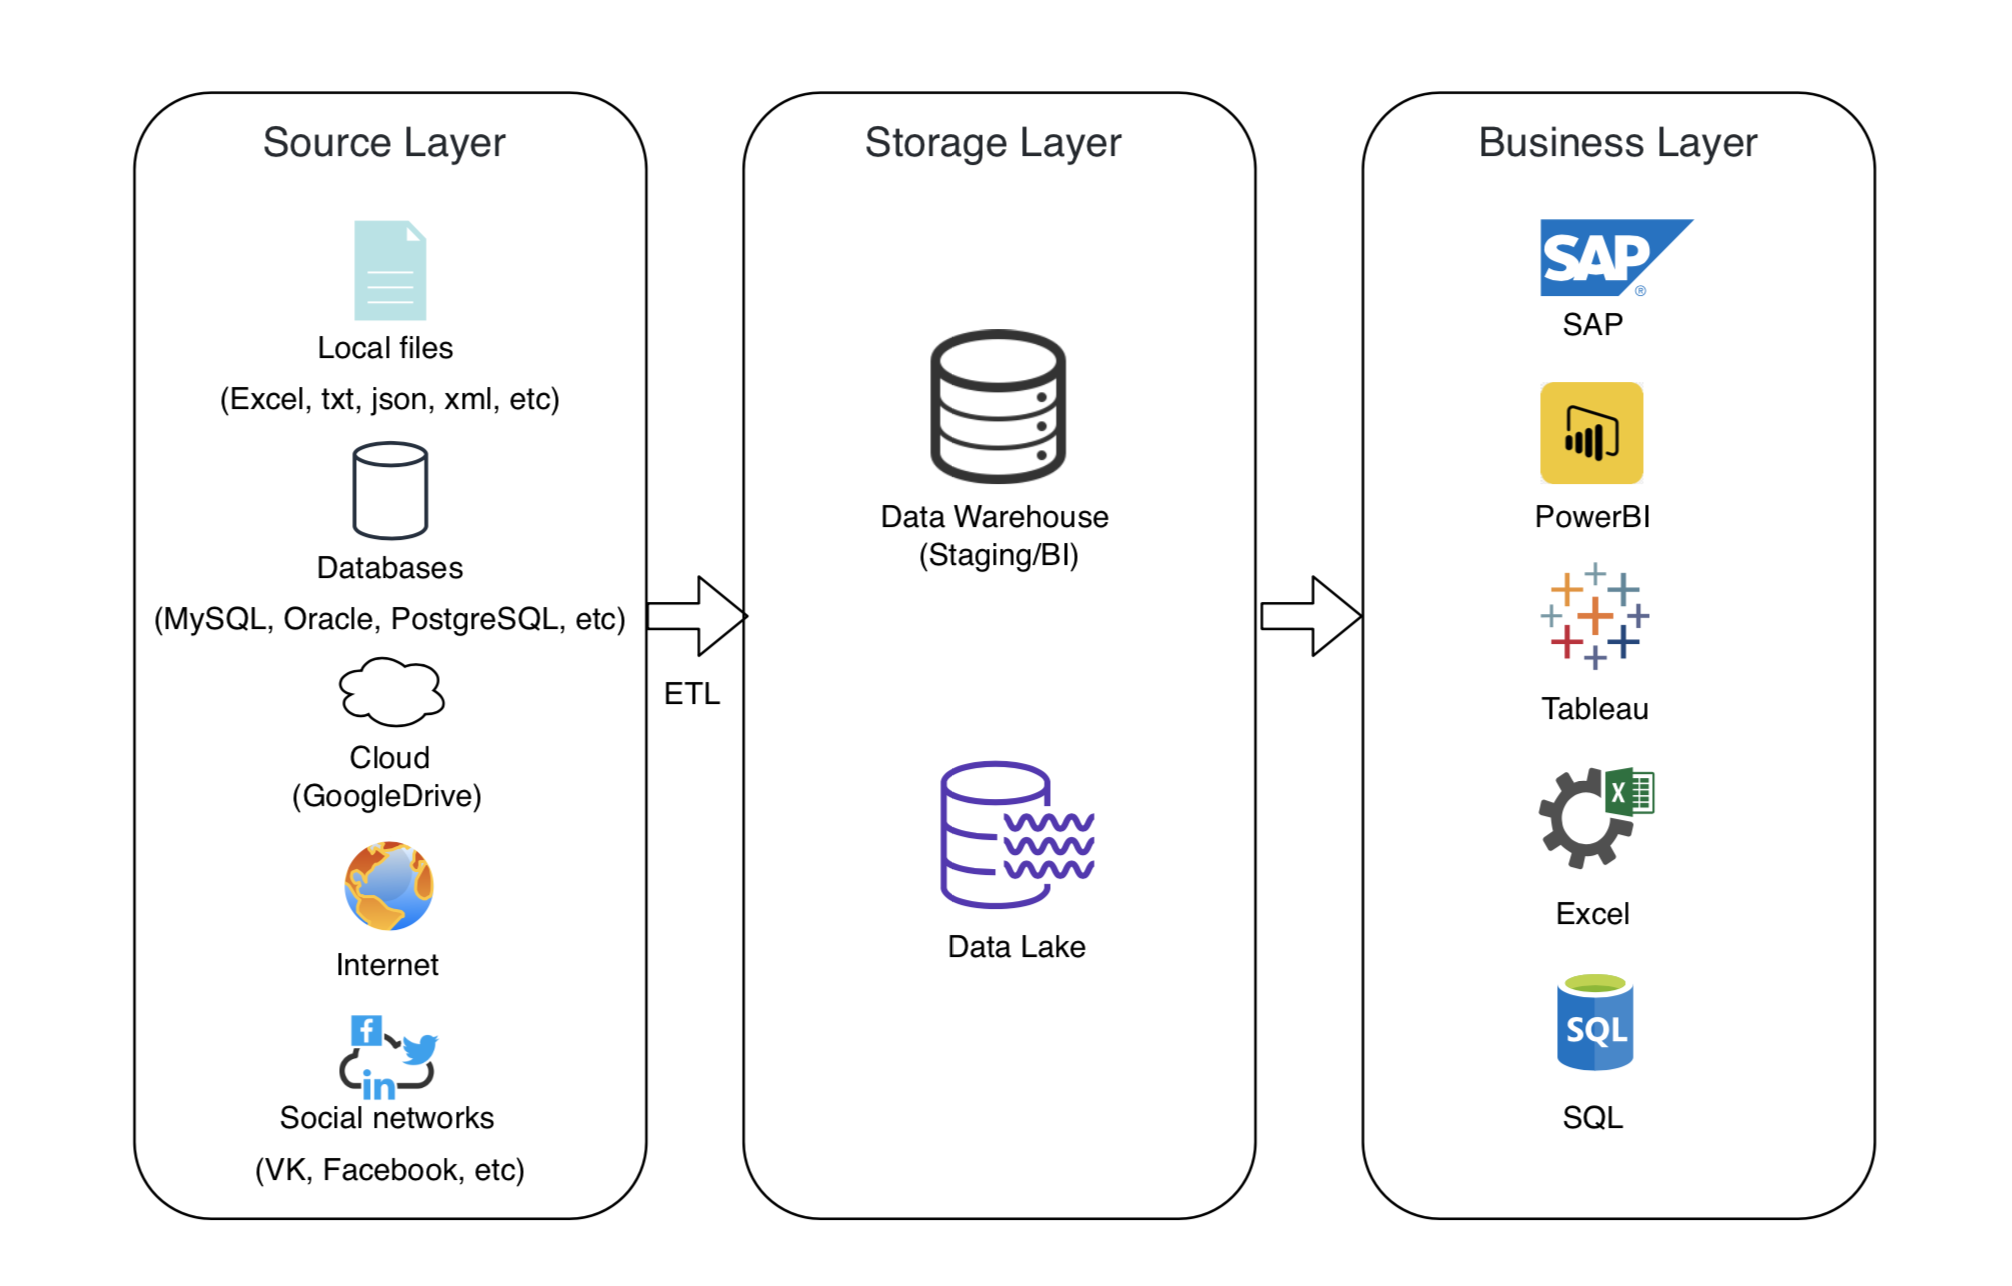 Source Layer
Local files
(Excel, txt, json, xml, etc)
Databases
(MySQL, Oracle, PostgreSQL, etc)
Cloud
(GoogleDrive)
Internet
f
in
Social networks
(VK, Facebook, etc)
ETL
Storage Layer
Data Warehouse
(Staging/BI)
Data Lake
Business Layer
SAP
®
SAP
PowerBI
Tableau
X
Excel
SQL
SQL